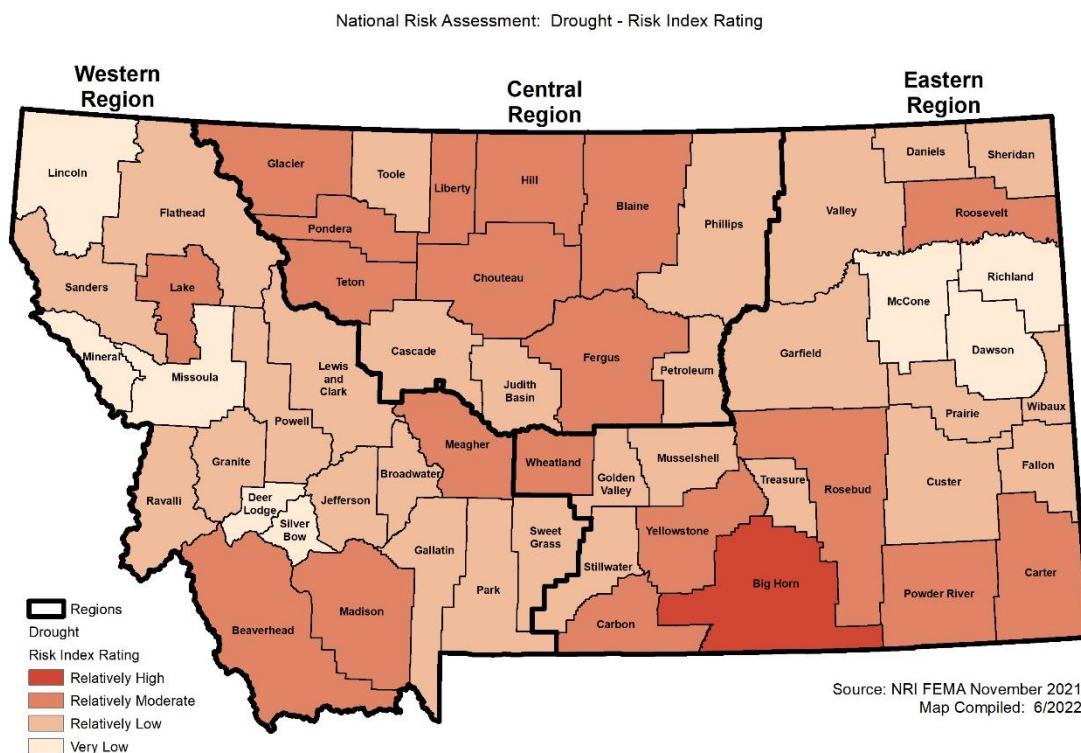 National Risk Assessment: Drought - Risk Index Rating
Western
Region
Central
Region
Eastern
Region
Lincoln
Flathead
Glacier
Toole
Liberty
Hill
Blaine
Phillips
Valley
Daniels
Sheridan
Roosevelt
Pondera
Teton
Chouteau
Sanders
Lake
McCone
Richland
Dawson
Mineral
Missoula
Lewis
and
Clark
Cascade
Judith
Basin
Fergus
Petroleum
Garfield
Prairie
Wibaux
Powell
Granite
Ravalli
Deer
Lodge
Silver
Bow
Jefferson
Broadwater
Meagher
Wheatland
Golden
Valley
Musselshell
Treasure
Rosebud
Custer
Fallon
Gallatin
Park
Sweet
Grass
Stillwater
Yellowstone
Big Horn
Carbon
Powder River
Carter
Beaverhead
Madison
Regions
Drought
Risk Index Rating
Relatively High
Relatively Moderate
Relatively Low
Very Low
Source: NRI FEMA November 2021
Map Compiled: 6/2022